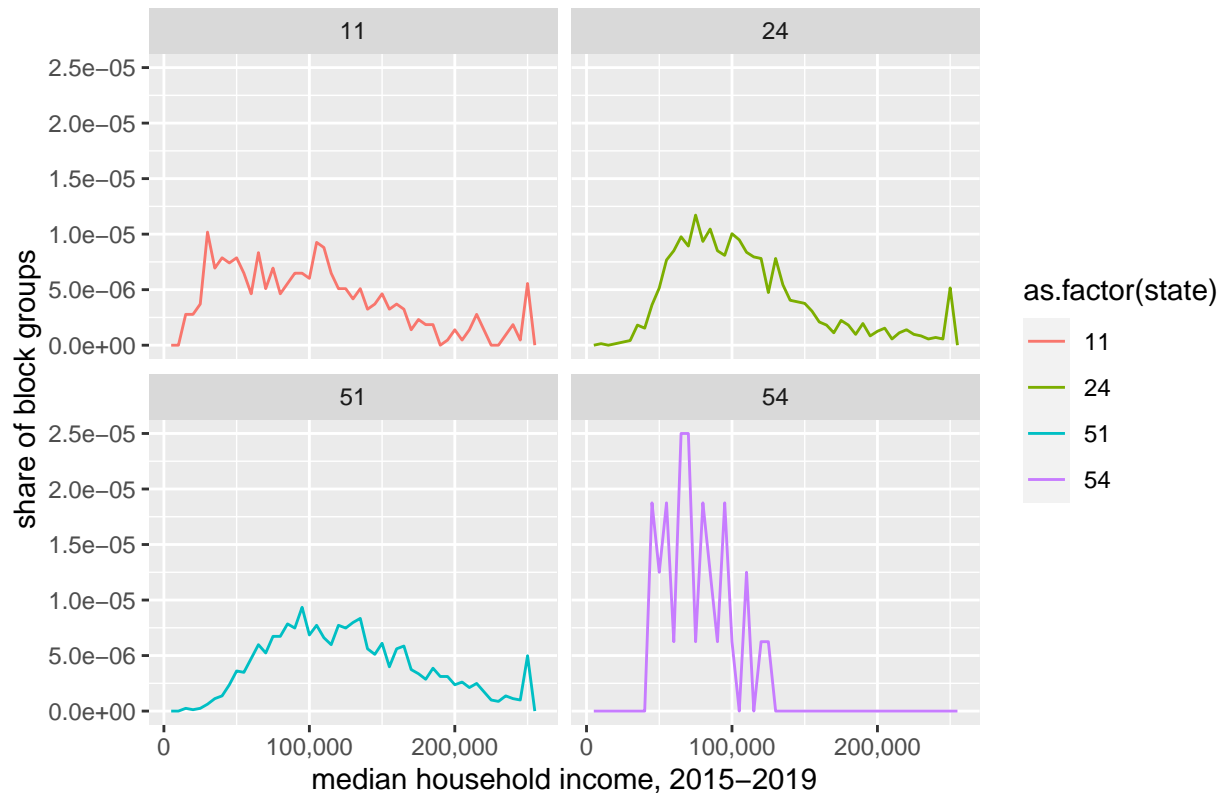 11
24
2.5e−05
2.0e−05
1.5e−05
1.0e−05
5.0e−06
0.0e+00
51
54
2.5e−05
2.0e−05
1.5e−05
1.0e−05
5.0e−06
0.0e+00
0
100,000
200,000
0
100,000
200,000
median household income, 2015−2019
share of block groups
as.factor(state)
11
24
51
54